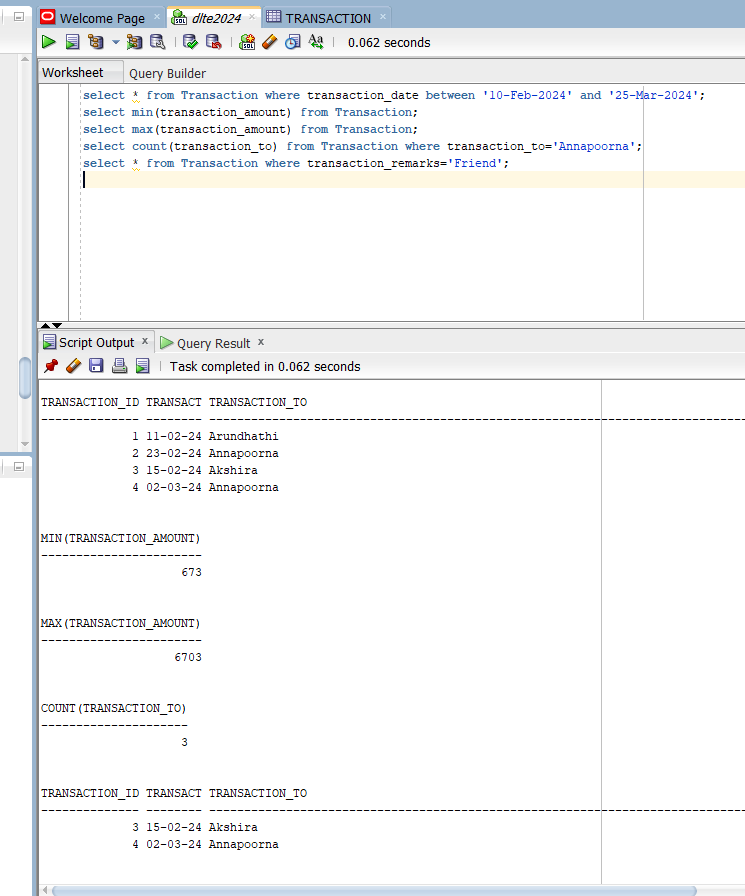 Welcome Page dlte2024 TRANSACTION
SQL
0.062 seconds
Worksheet Query Builder
select * from Transaction where transaction_date between '10-Feb-2024' and '25-Mar-2024';
select min(transaction_amount) from Transaction;
select max(transaction_amount) from Transaction;
select count(transaction_to) from Transaction where transaction_to='Annapoorna';
select * from Transaction where transaction_remarks='Friend';
Script Output x Query Result x
Task completed in 0.062 seconds
TRANSACTION_ID TRANSACT TRANSACTION_TO
-------------- -------- ----------------------------------------------------------------------------
1 11-02-24 Arundhathi
2 23-02-24 Annapoorna
3 15-02-24 Akshira
4 02-03-24 Annapoorna
MIN(TRANSACTION_AMOUNT)
-----------------------
673
MAX(TRANSACTION_AMOUNT)
-----------------------
6703
COUNT(TRANSACTION_TO)
---------------------
3
TRANSACTION_ID TRANSACT TRANSACTION_TO
-------------- -------- ----------------------------------------------------------------------------
3 15-02-24 Akshira
4 02-03-24 Annapoorna